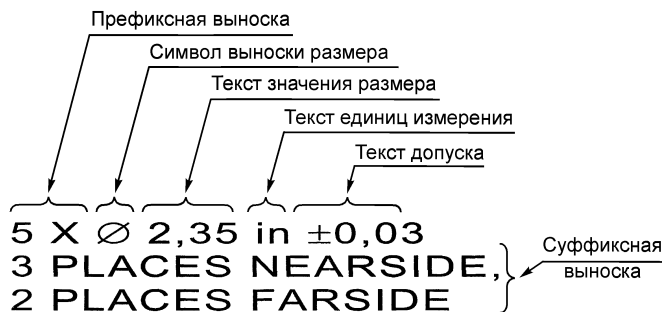 Префиксная выноска
Символ выноски размера
Текст значения размера
Текст единиц измерения
Текст допуска
5 X ∅ 2,35 in ±0,03
3 PLACES NEARSIDE,
2 PLACES FARSIDE
Суффиксная
выноска